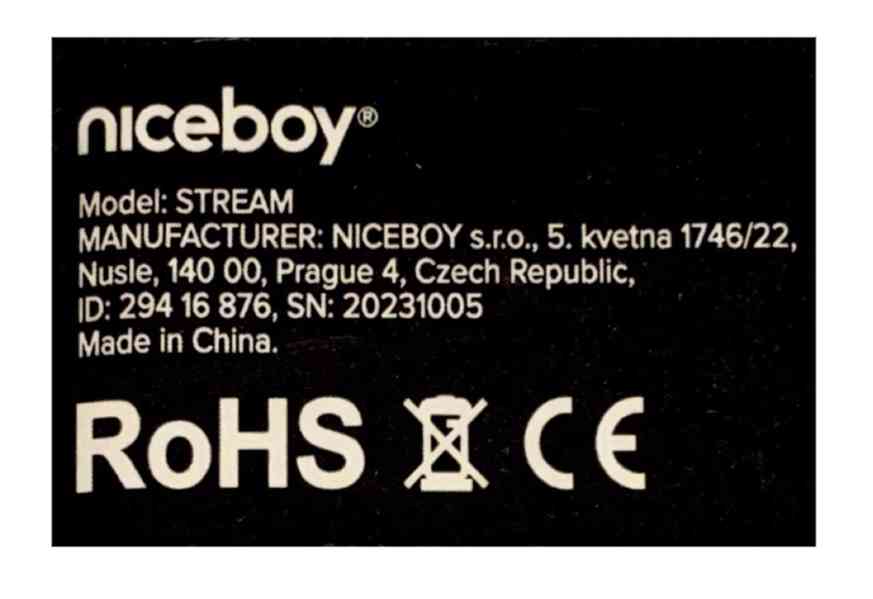 niceboy®
Model: STREAM
MANUFACTURER: NICEBOY s.r.o., 5. kvetna 1746/22,
Nusle, 140 00, Prague 4, Czech Republic,
ID: 294 16 876, SN: 20231005
Made in China.
RoHS CE